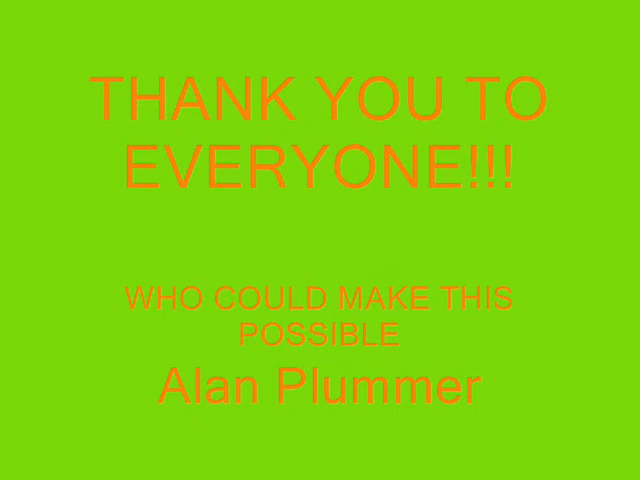 THANK YOU TO
EVERYONE!!!
WHO COULD MAKE THIS
POSSIBLE
Alan Plummer